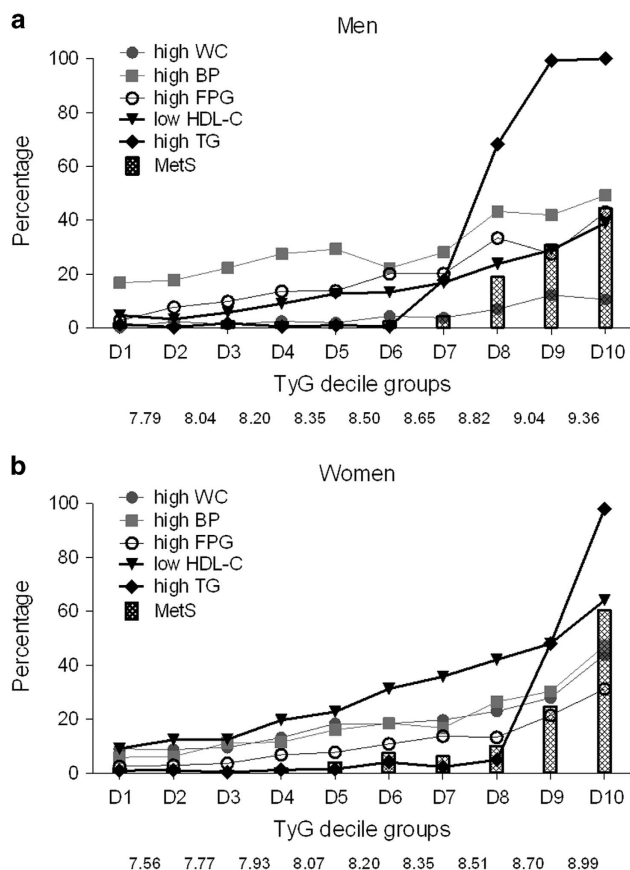 a
Men
high WC
high BP
high FPG
low HDL-C
high TG
MetS
Percentage
100
80
60
40
20
0
D1 D2 D3 D4 D5 D6 D7 D8 D9 D10
TyG decile groups
7.79 8.04 8.20 8.35 8.50 8.65 8.82 9.04 9.36
b
Women
high WC
high BP
high FPG
low HDL-C
high TG
MetS
Percentage
100
80
60
40
20
0
D1 D2 D3 D4 D5 D6 D7 D8 D9 D10
TyG decile groups
7.56 7.77 7.93 8.07 8.20 8.35 8.51 8.70 8.99